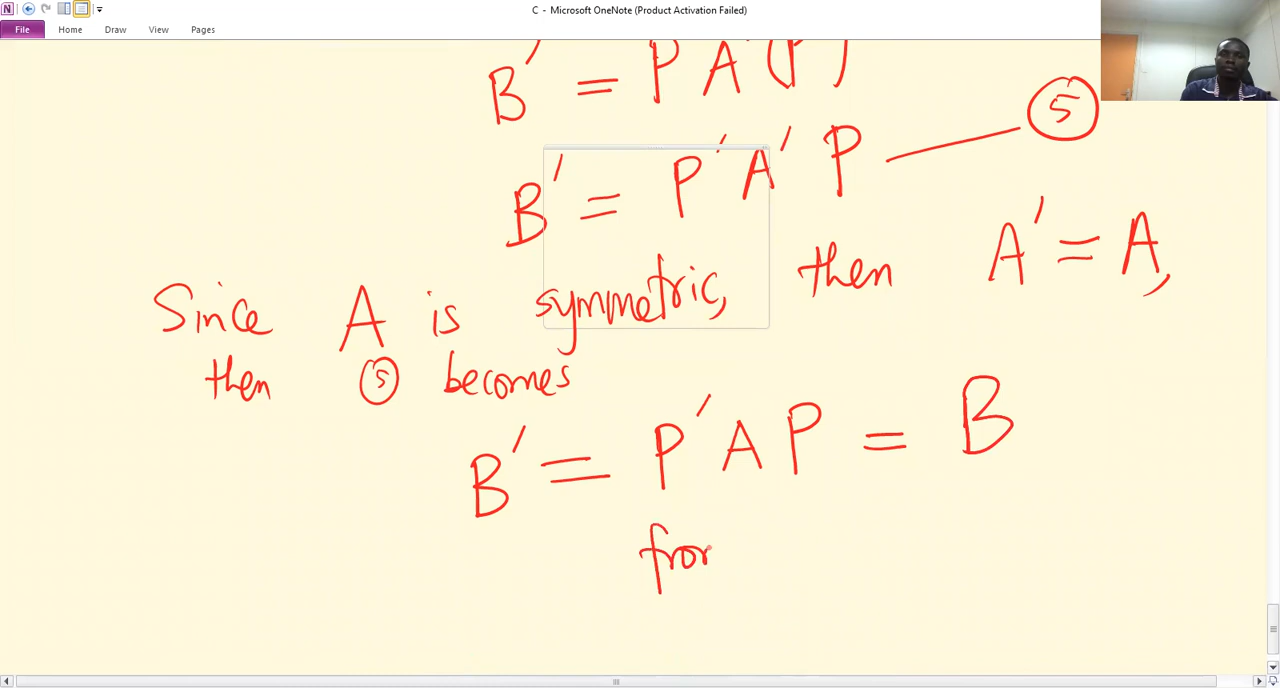 C - Microsoft OneNote (Product Activation Failed)
File Home Draw View Pages
B' = P'A'(P')'
B' = P'A'P — ⑤
Since A is symmetric, then A' = A,
then ⑤ becomes
B' = P'AP = B
from